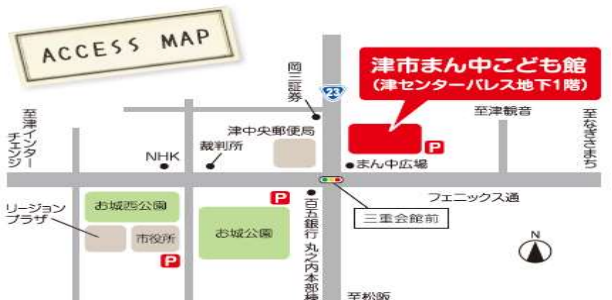 ACCESS MAP
岡三証券
23
津市まん中こども館
(津センターパレス地下1階)
至津インター
チェンジ
津中央郵便局
P
至津観音
至なぎさまち
NHK
裁判所
まん中広場
フェニックス通
リージョン
プラザ
お城西公園
P
三重会館前
市役所
お城公園
百五銀行 丸之内本部棟
N
P
至松阪